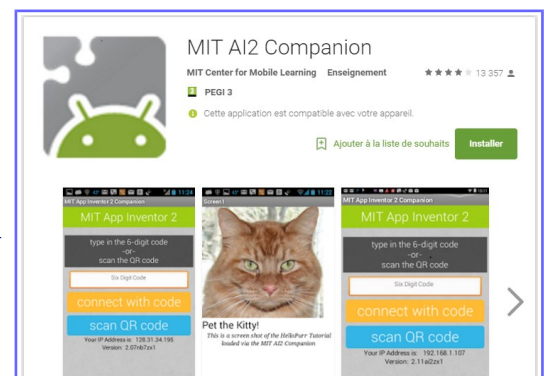 MIT AI2 Companion
MIT Center for Mobile Learning Enseignement 13 357
3 PEGI 3
Cette application est compatible avec votre appareil.
Ajouter à la liste de souhaits Installer
11:24
MIT App Inventor 2 Companion
MIT App Inventor 2
type in the 6-digit code
-or-
scan the QR code
Six Digit Code
connect with code
scan QR code
Your IP Address is: 128.31.34.195
Version: 2.07nb7zx1
11:22
Screen1
Pet the Kitty!
This is a screen shot of the HelloPurr Tutorial
loaded via the MIT AI2 Companion
MIT App Inventor 2 Companion
MIT App Inventor 2
type in the 6-digit code
-or-
scan the QR code
Six Digit Code
connect with code
scan QR code
Your IP Address is: 192.168.1.107
Version: 2.11ai2zx1